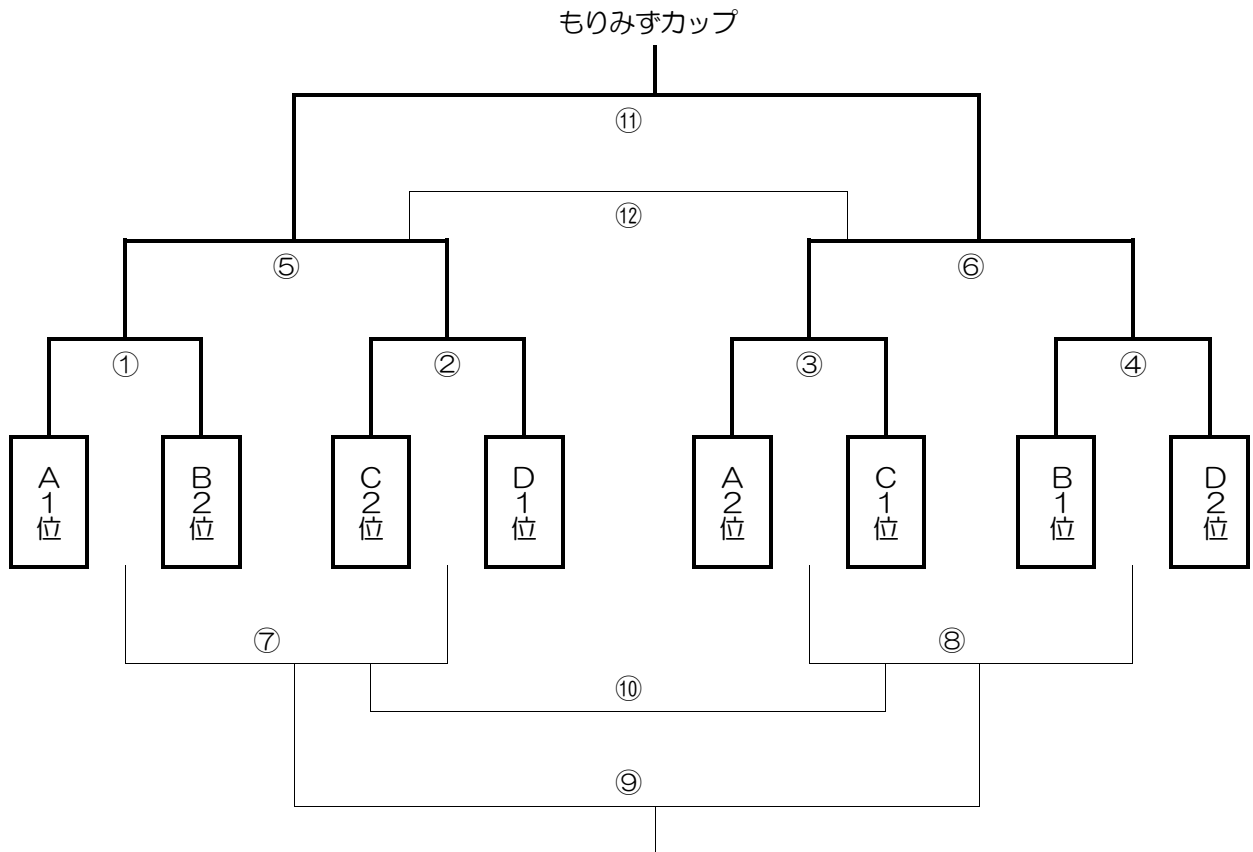 もりみずカップ
⑪
⑫
⑤
⑥
①
②
③
④
A1位
B2位
C2位
D1位
A2位
C1位
B1位
D2位
⑦
⑧
⑩
⑨